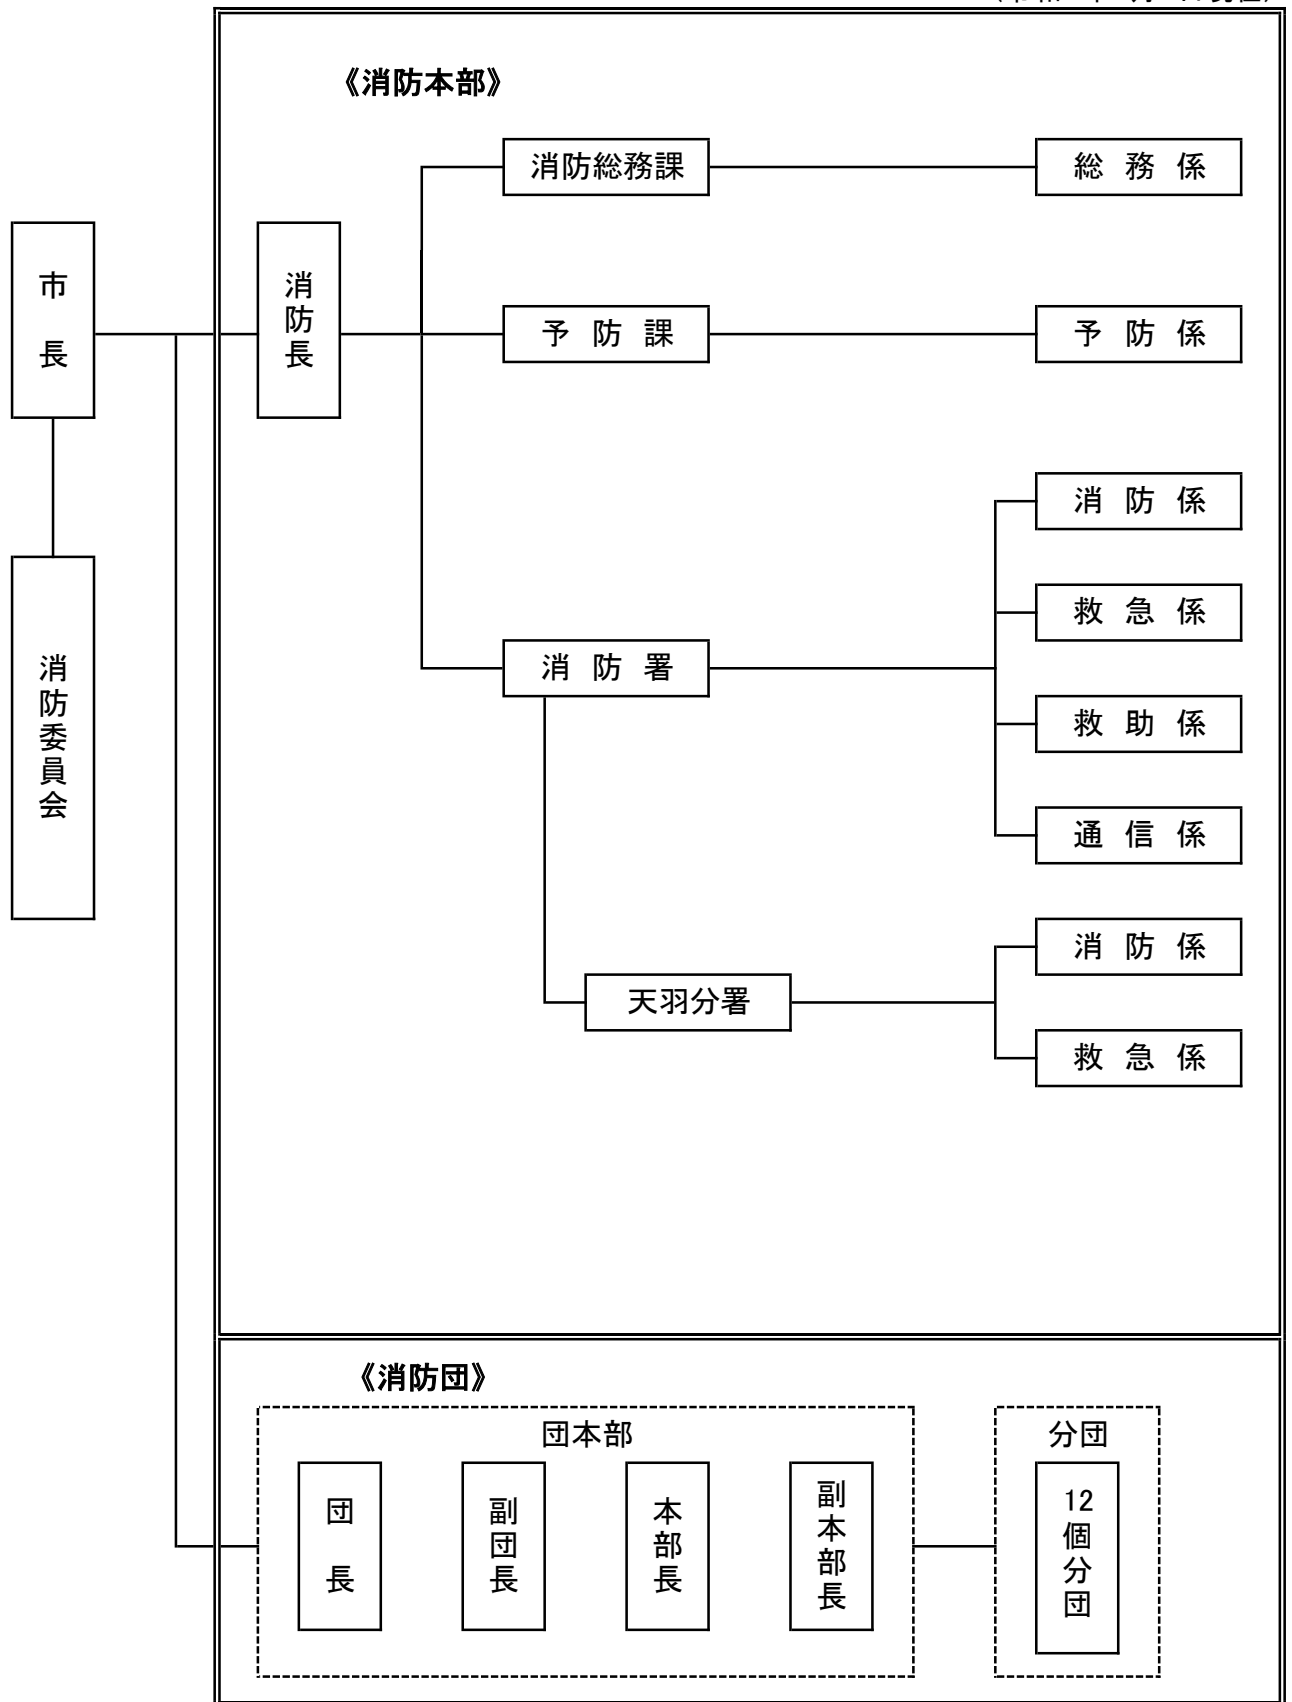 《消防本部》
消防総務課
総務係
市長
消防長
予防課
予防係
消防係
救急係
消防署
消防委員会
救助係
通信係
消防係
天羽分署
救急係
《消防団》
団本部
分団
団長
副団長
本部長
副本部長
12個分団